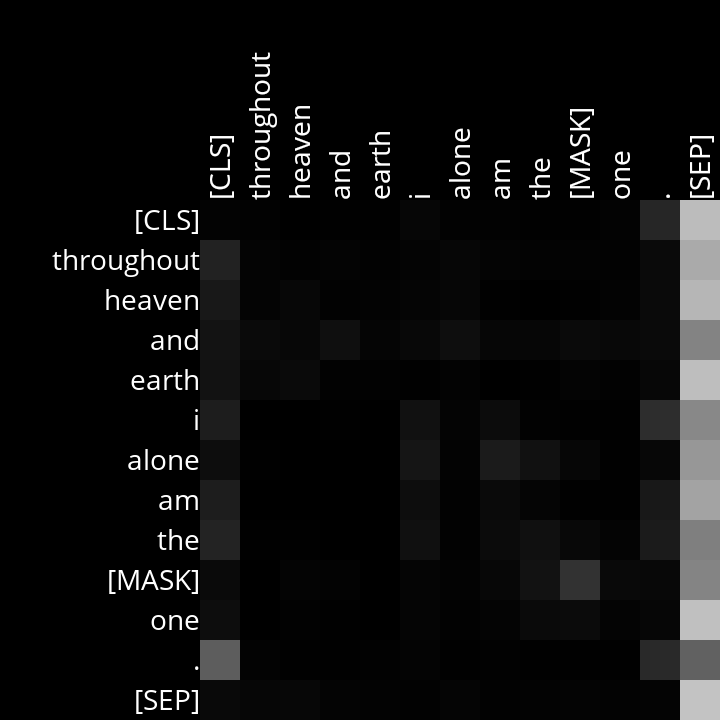 [CLS] throughout heaven and earth i alone am the [MASK] one . [SEP]
[CLS]
throughout
heaven
and
earth
i
alone
am
the
[MASK]
one
.
[SEP]